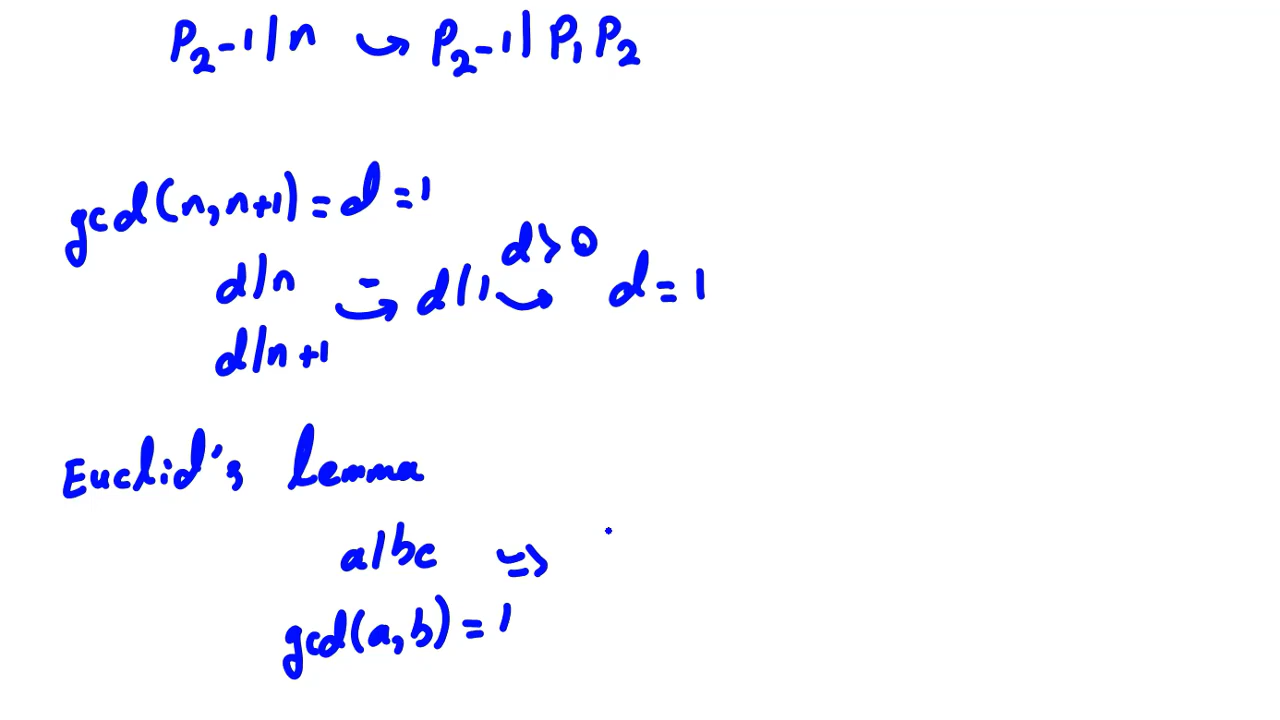 P₂-1|n → P₂-1|P₁P₂
gcd(n,n+1)=d=1
d>0
d|n - → d|1 → d=1
d|n+1
Euclid's Lemma
a|bc ⇒
gcd(a,b)=1